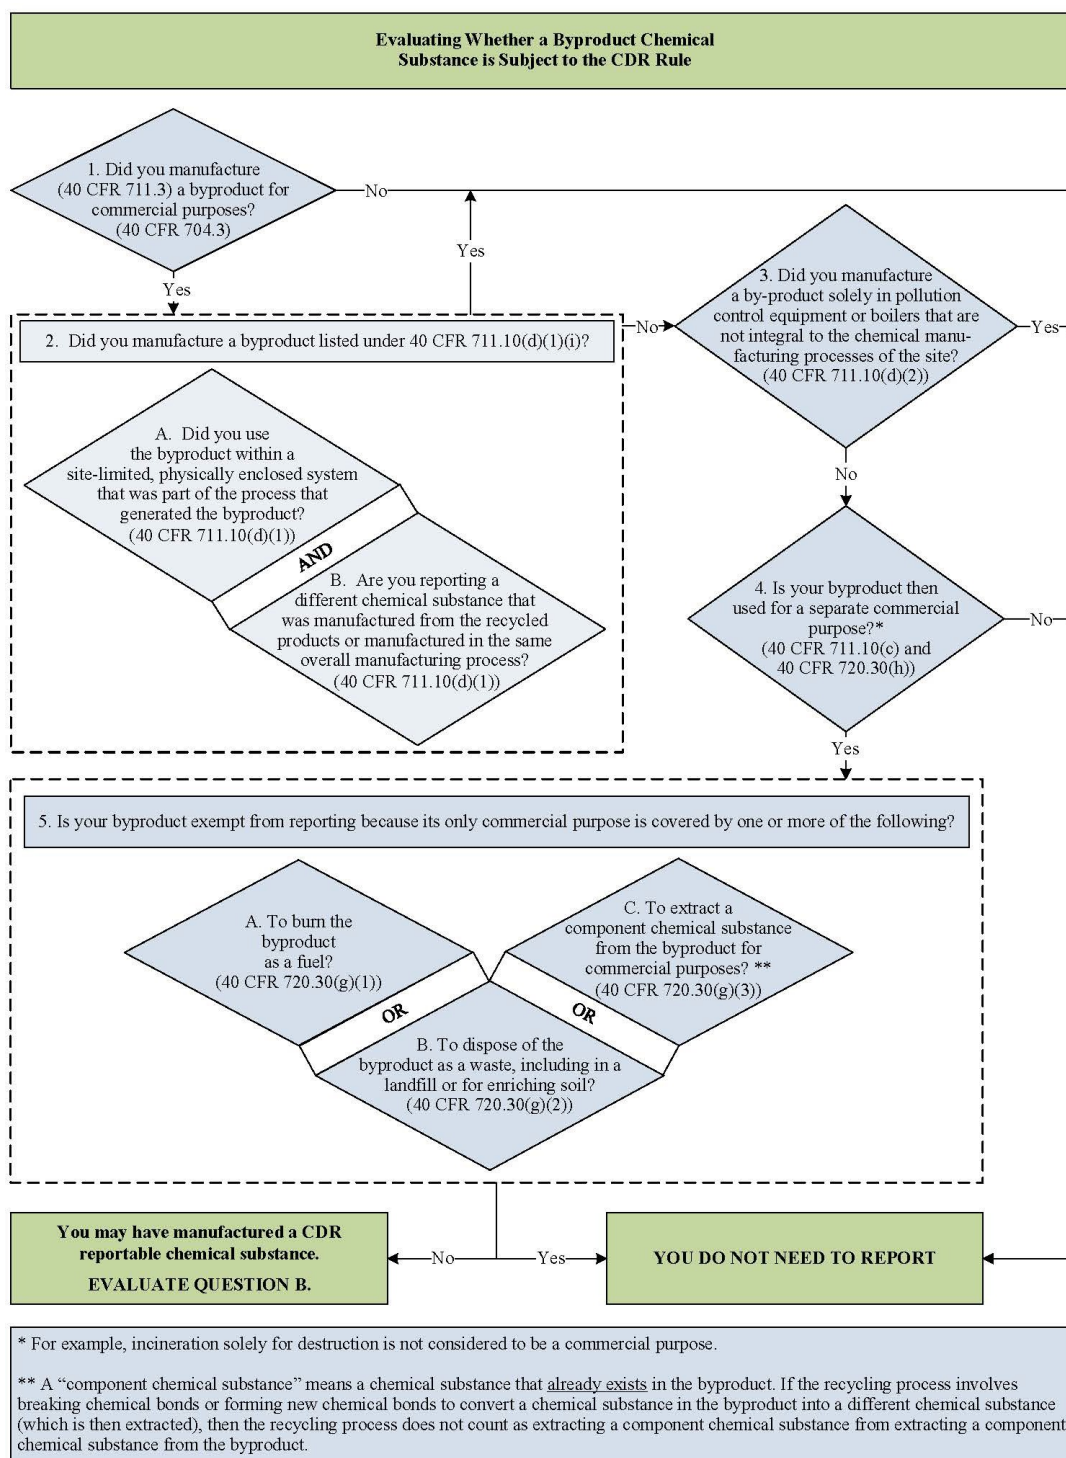 Evaluating Whether a Byproduct Chemical
Substance is Subject to the CDR Rule
1. Did you manufacture
(40 CFR 711.3) a byproduct for
commercial purposes?
(40 CFR 704.3)
No
Yes
Yes
2. Did you manufacture a byproduct listed under 40 CFR 711.10(d)(1)(i)?
No
3. Did you manufacture
a by-product solely in pollution
control equipment or boilers that are
not integral to the chemical manu-
facturing processes of the site?
(40 CFR 711.10(d)(2))
Yes
A. Did you use
the byproduct within a
site-limited, physically enclosed system
that was part of the process that
generated the byproduct?
(40 CFR 711.10(d)(1))
AND
B. Are you reporting a
different chemical substance that
was manufactured from the recycled
products or manufactured in the same
overall manufacturing process?
(40 CFR 711.10(d)(1))
No
4. Is your byproduct then
used for a separate commercial
purpose?*
(40 CFR 711.10(c) and
40 CFR 720.30(h))
No
Yes
5. Is your byproduct exempt from reporting because its only commercial purpose is covered by one or more of the following?
A. To burn the
byproduct
as a fuel?
(40 CFR 720.30(g)(1))
OR
B. To dispose of the
byproduct as a waste, including in a
landfill or for enriching soil?
(40 CFR 720.30(g)(2))
OR
C. To extract a
component chemical substance
from the byproduct for
commercial purposes? **
(40 CFR 720.30(g)(3))
You may have manufactured a CDR
reportable chemical substance.
EVALUATE QUESTION B.
No
Yes
YOU DO NOT NEED TO REPORT
* For example, incineration solely for destruction is not considered to be a commercial purpose.
** A “component chemical substance” means a chemical substance that already exists in the byproduct. If the recycling process involves
breaking chemical bonds or forming new chemical bonds to convert a chemical substance in the byproduct into a different chemical substance
(which is then extracted), then the recycling process does not count as extracting a component chemical substance from extracting a component
chemical substance from the byproduct.